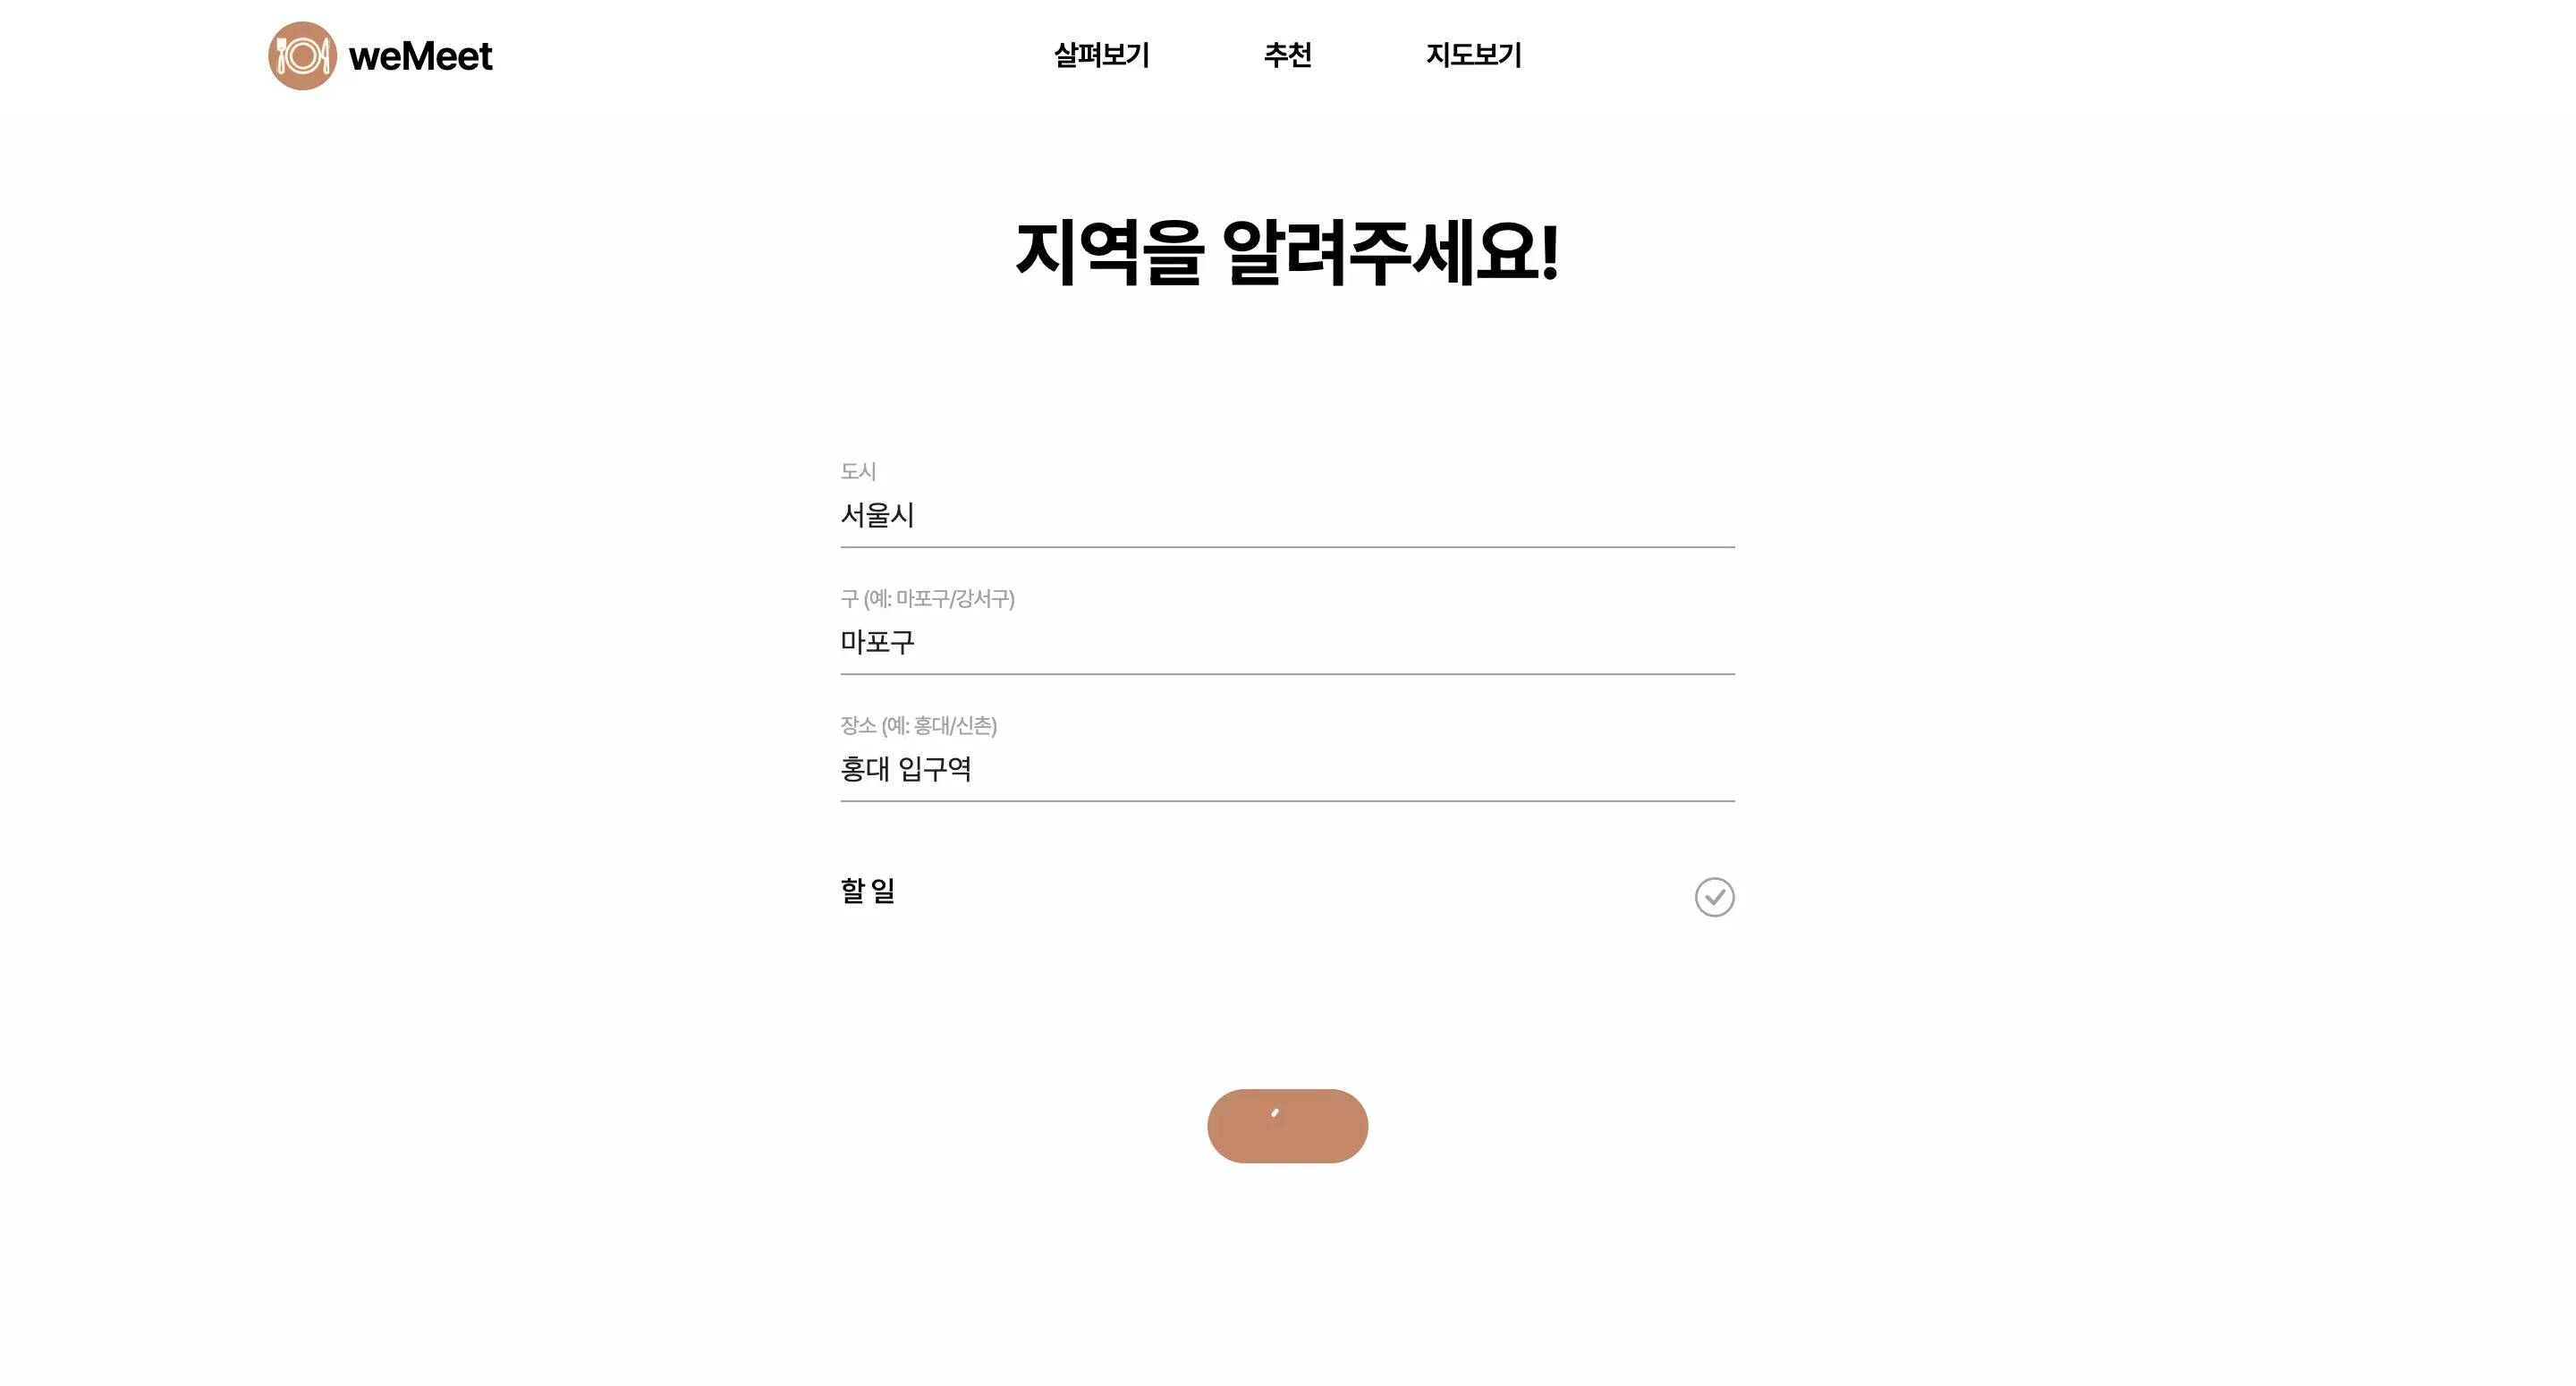 weMeet
살펴보기 추천 지도보기
지역을 알려주세요!
도시
서울시
구 (예: 마포구/강서구)
마포구
장소 (예: 홍대/신촌)
홍대 입구역
할 일